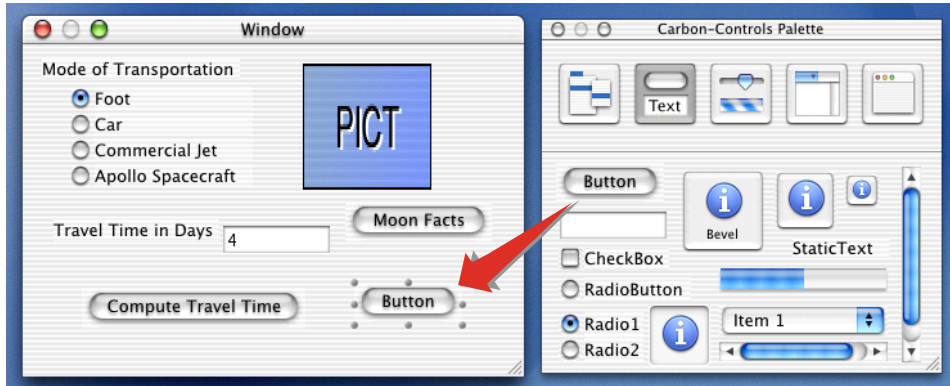 Window
Mode of Transportation
Foot
Car
Commercial Jet
Apollo Spacecraft
PICT
Travel Time in Days 4
Moon Facts
Compute Travel Time
Button
Carbon-Controls Palette
Text
Button
Bevel
StaticText
CheckBox
RadioButton
Radio1
Item 1
Radio2